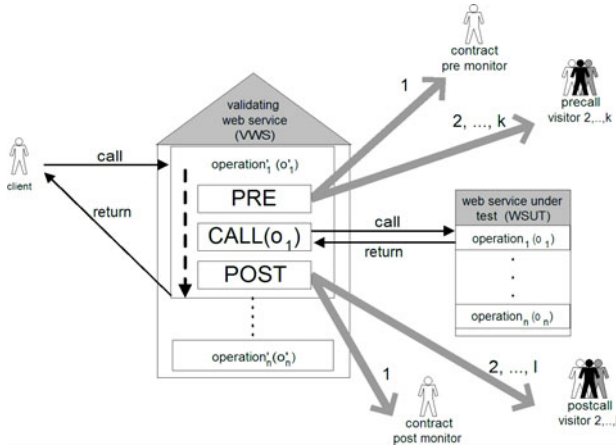 contract
pre monitor
1
2, ..., k
precall
visitor 2,..,k
validating
web service
(VWS)
client
call
return
operation'₁ (o'₁)
PRE
CALL(o₁)
POST
operation'ₙ(o'ₙ)
call
return
web service under
test (WSUT)
operation₁ (o₁)
operationₙ (oₙ)
1
2, ..., l
contract
post monitor
postcall
visitor 2,..,